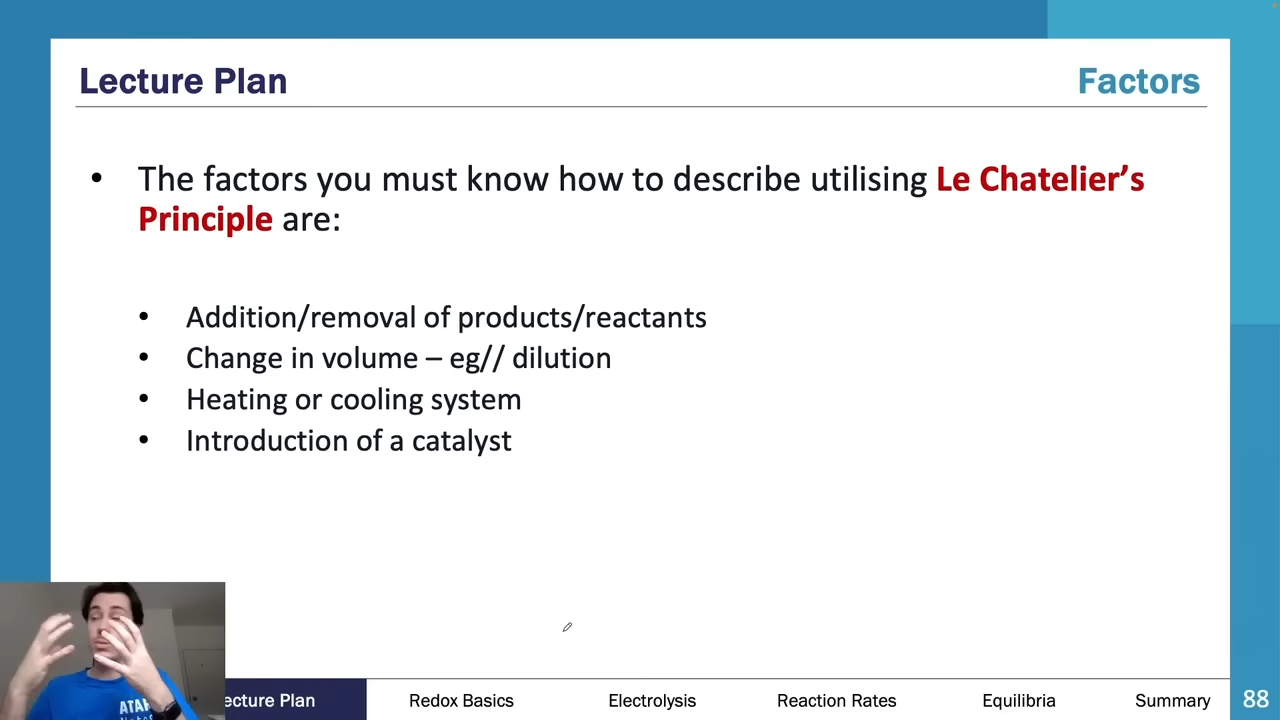 Lecture Plan
Factors
• The factors you must know how to describe utilising Le Chatelier’s
Principle are:
• Addition/removal of products/reactants
• Change in volume – eg// dilution
• Heating or cooling system
• Introduction of a catalyst
ATAR
Notes
ecture Plan
Redox Basics
Electrolysis
Reaction Rates
Equilibria
Summary
88